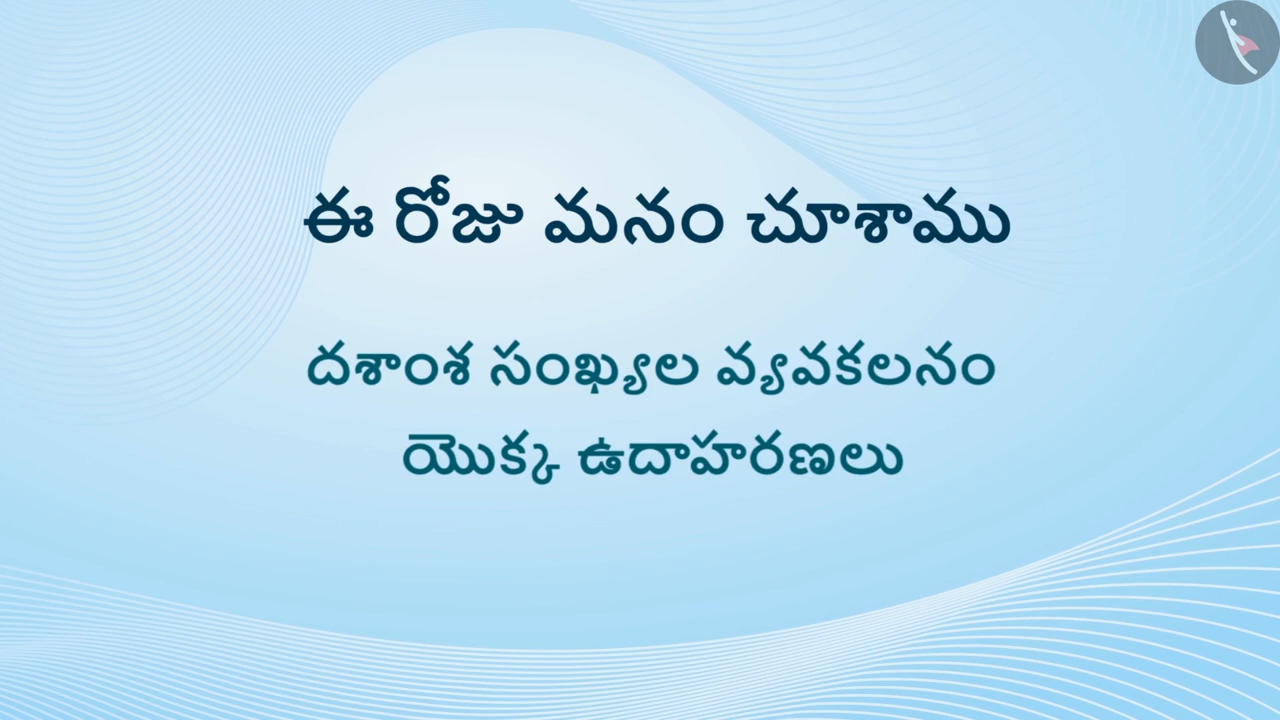 ఈ రోజు మనం చూశాము
దశాంశ సంఖ్యల వ్యవకలనం
యొక్క ఉదాహరణలు